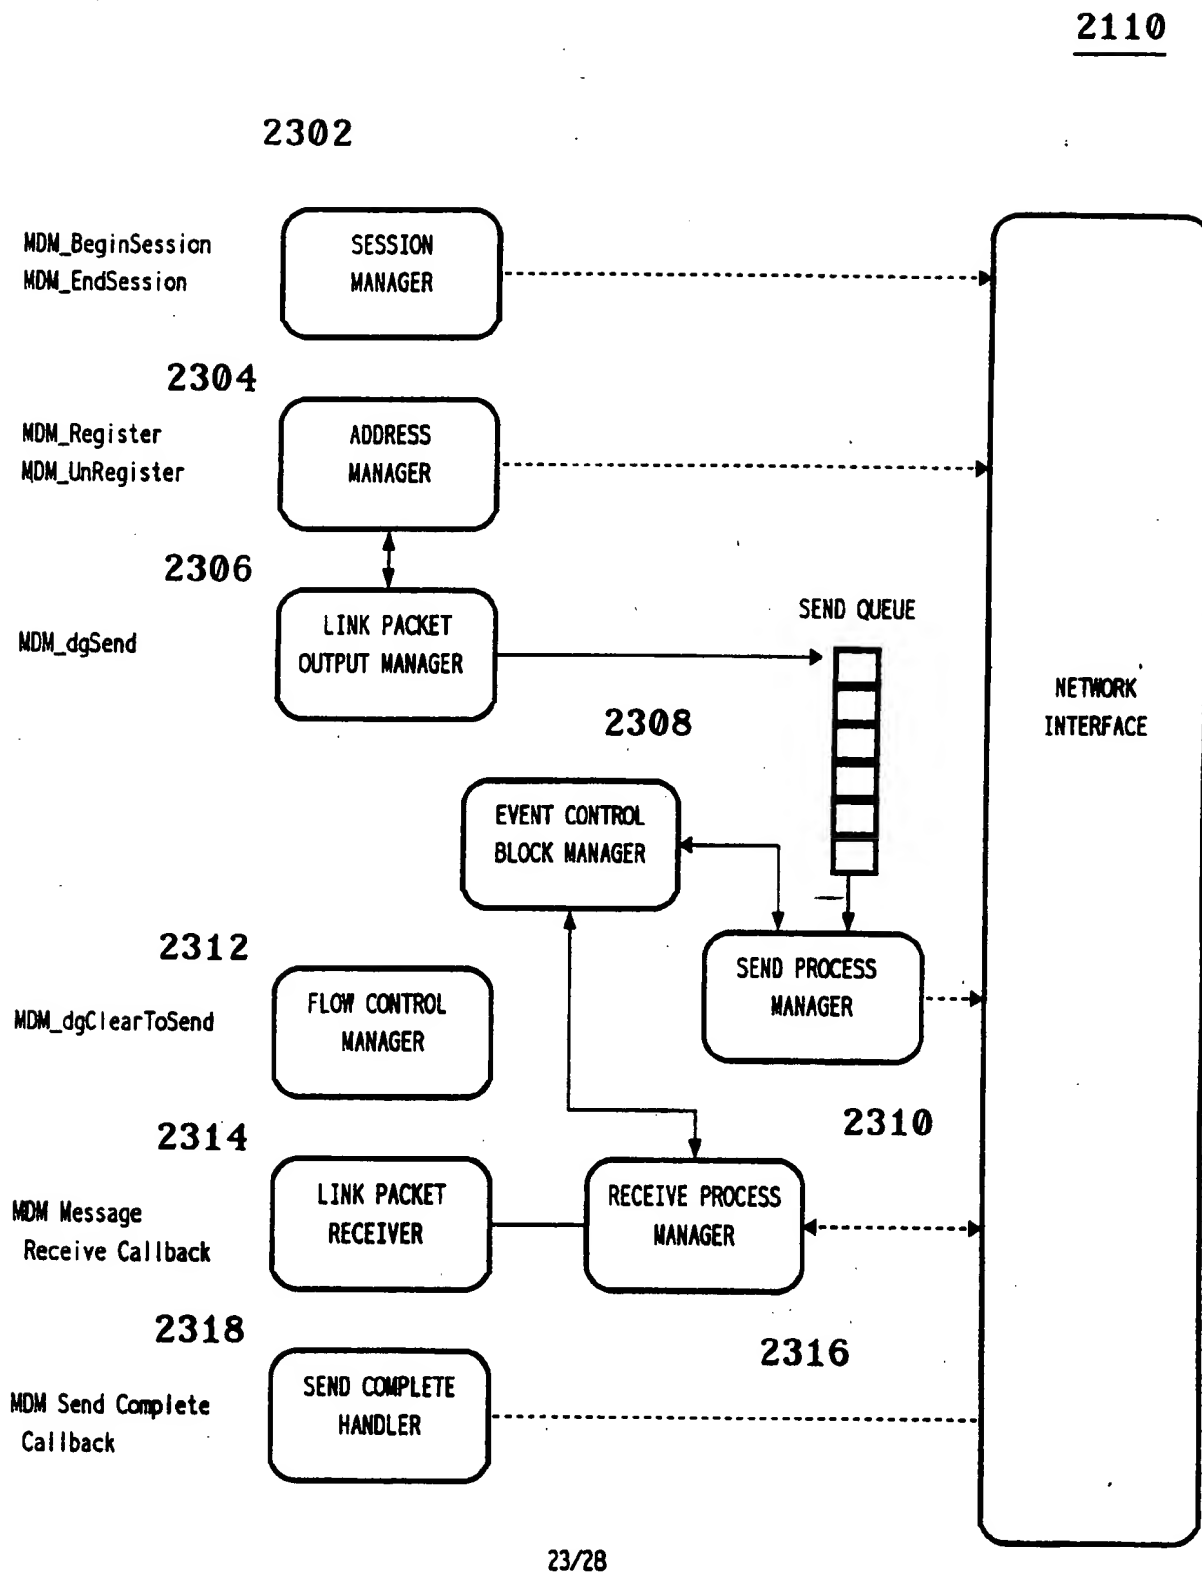 2110
2302
MDM_BeginSession
MDM_EndSession
SESSION
MANAGER
2304
MDM_Register
MDM_UnRegister
ADDRESS
MANAGER
2306
MDM_dgSend
LINK PACKET
OUTPUT MANAGER
SEND QUEUE
NETWORK
INTERFACE
2308
EVENT CONTROL
BLOCK MANAGER
2312
MDM_dgClearToSend
FLOW CONTROL
MANAGER
SEND PROCESS
MANAGER
2310
2314
MDM Message
Receive Callback
LINK PACKET
RECEIVER
RECEIVE PROCESS
MANAGER
2316
2318
MDM Send Complete
Callback
SEND COMPLETE
HANDLER
23/28